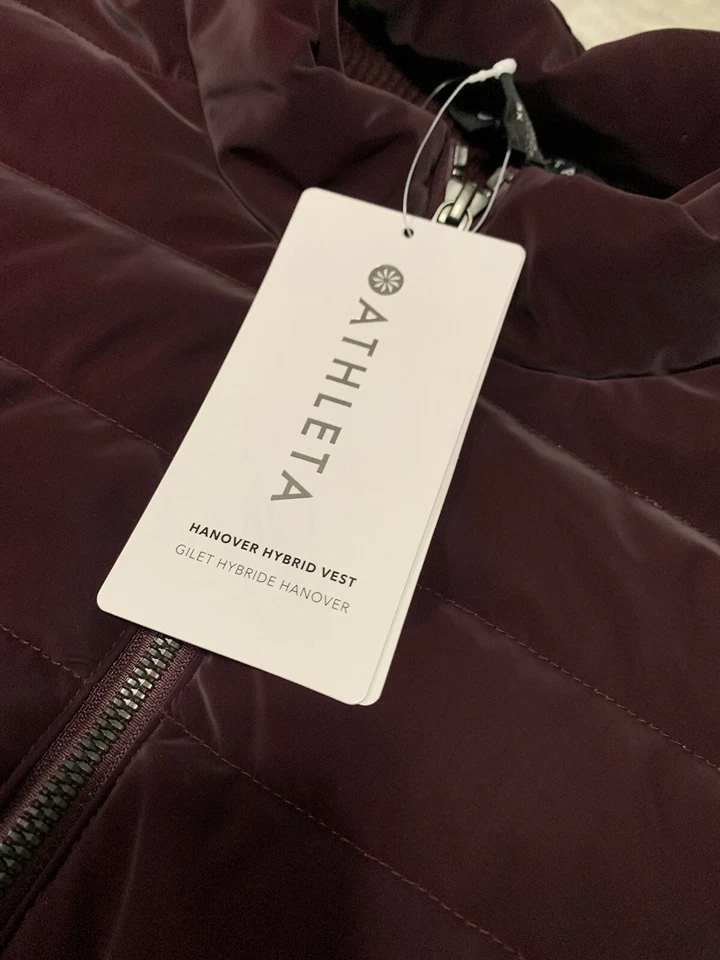 ATHLETA
HANOVER HYBRID VEST
GILET HYBRIDE HANOVER